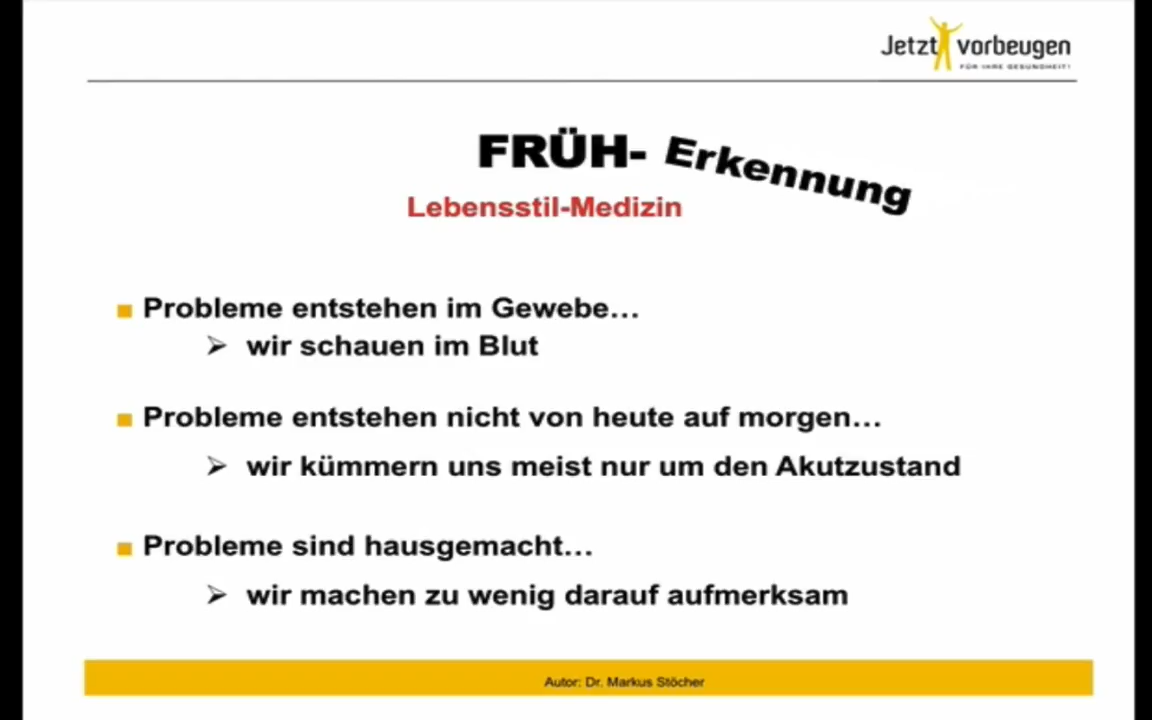 Jetzt vorbeugen
FÜR IHRE GESUNDHEIT!
FRÜH- Erkennung
Lebensstil-Medizin
Probleme entstehen im Gewebe…
wir schauen im Blut
Probleme entstehen nicht von heute auf morgen…
wir kümmern uns meist nur um den Akutzustand
Probleme sind hausgemacht…
wir machen zu wenig darauf aufmerksam
Autor: Dr. Markus Stöcher